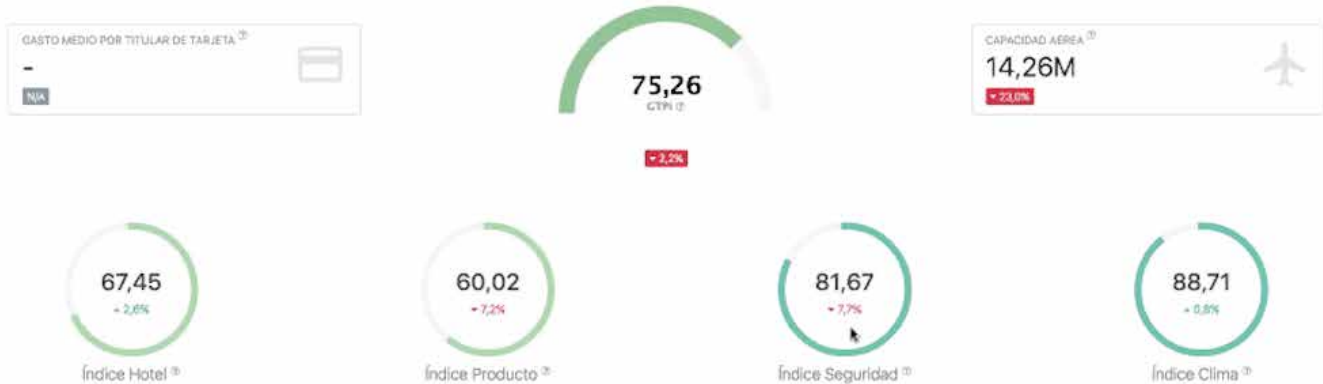 GASTO MEDIO POR TITULAR DE TARJETA
-
N/A
75,26
GTPi
2,2%
CAPACIDAD AÉREA
14,26M
23,0%
67,45
2,6%
Índice Hotel
60,02
7,2%
Índice Producto
81,67
7,7%
Índice Seguridad
88,71
0,8%
Índice Clima